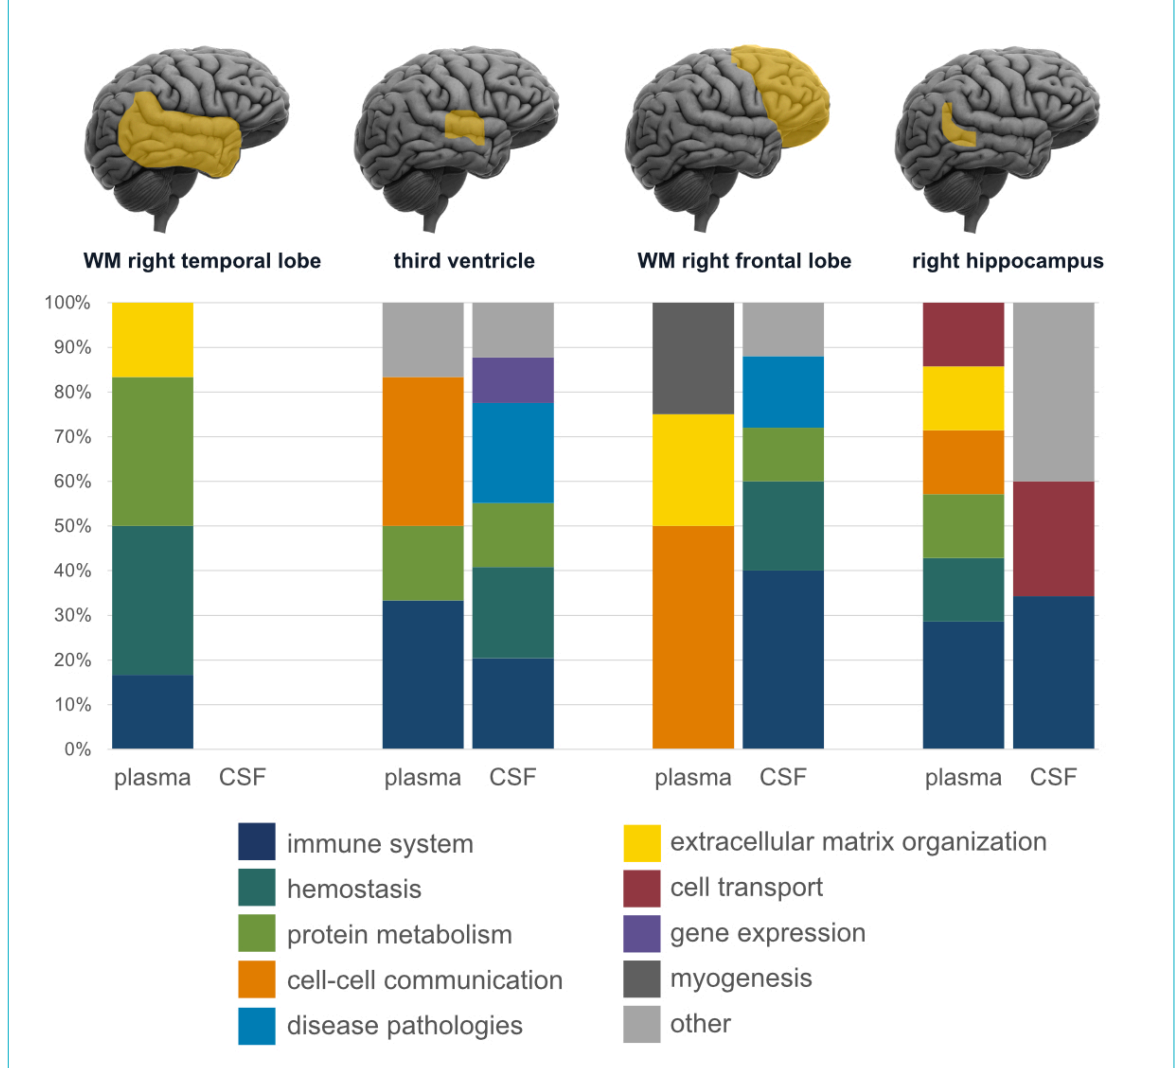 WM right temporal lobe third ventricle WM right frontal lobe right hippocampus
100%
90%
80%
70%
60%
50%
40%
30%
20%
10%
0%
plasma CSF plasma CSF plasma CSF plasma CSF
immune system
hemostasis
protein metabolism
cell-cell communication
disease pathologies
extracellular matrix organization
cell transport
gene expression
myogenesis
other